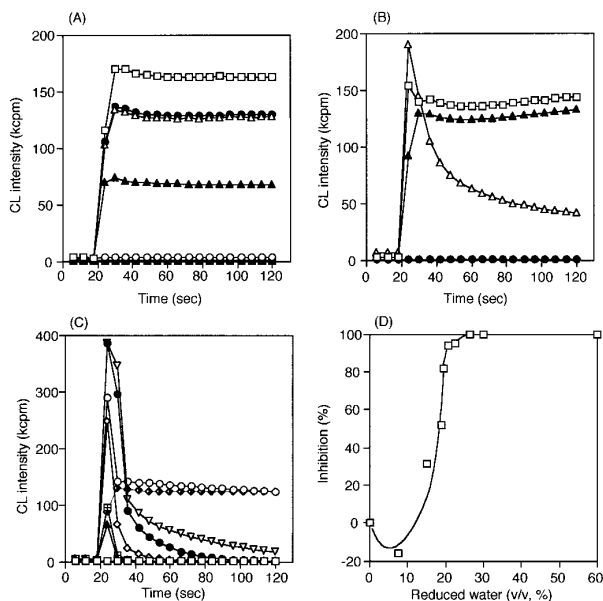 (A)
200
150
100
50
0
CL intensity (kcpm)
0 20 40 60 80 100 120
Time (sec)
(B)
200
150
100
50
0
CL intensity (kcpm)
0 20 40 60 80 100 120
Time (sec)
(C)
400
300
200
100
0
CL intensity (kcpm)
0 20 40 60 80 100 120
Time (sec)
(D)
100
80
60
40
20
0
-20
Inhibition (%)
0 10 20 30 40 50 60
Reduced water (v/v, %)